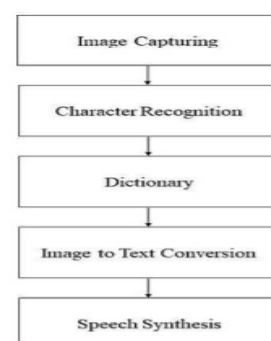 Image Capturing
Character Recognition
Dictionary
Image to Text Conversion
Speech Synthesis